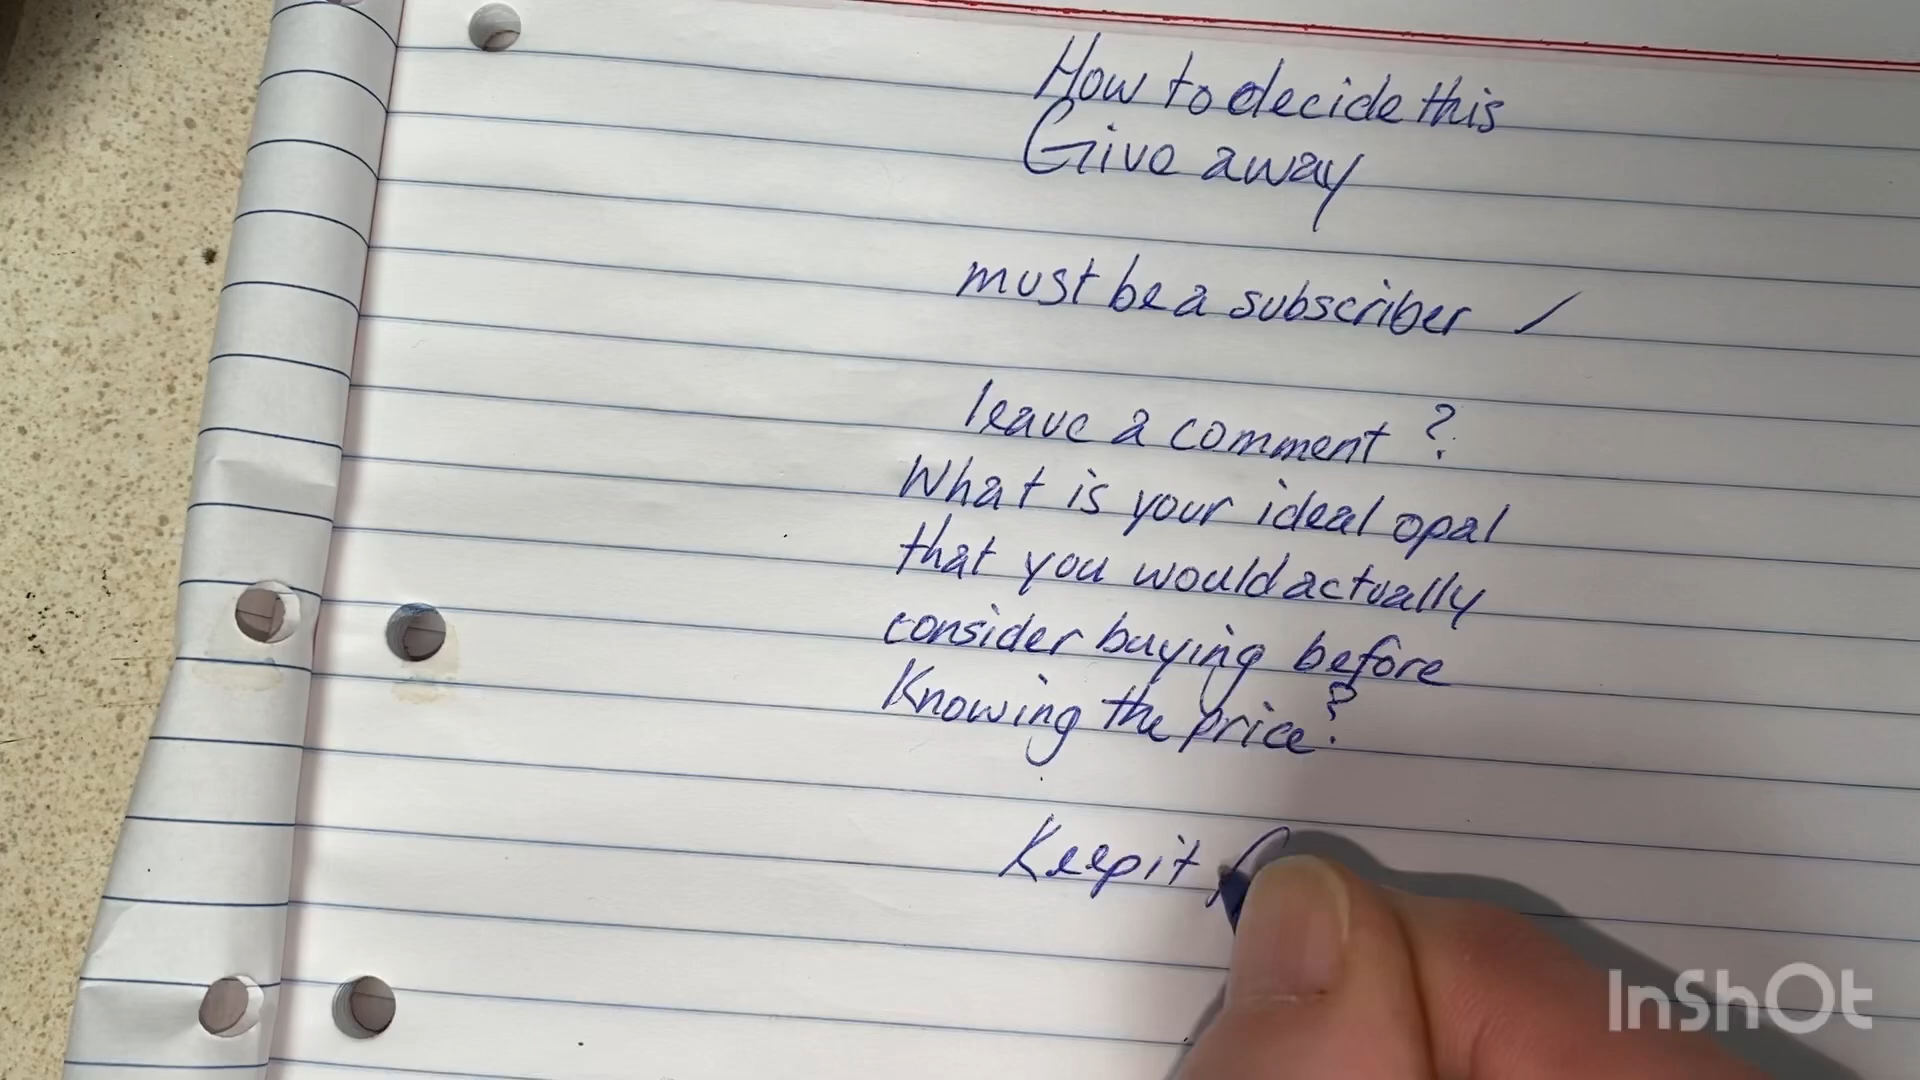 How to decide this
Give away
must be a subscriber
leave a comment?
What is your ideal opal
that you would actually
consider buying before
Knowing the price?
Keep it
InShOt